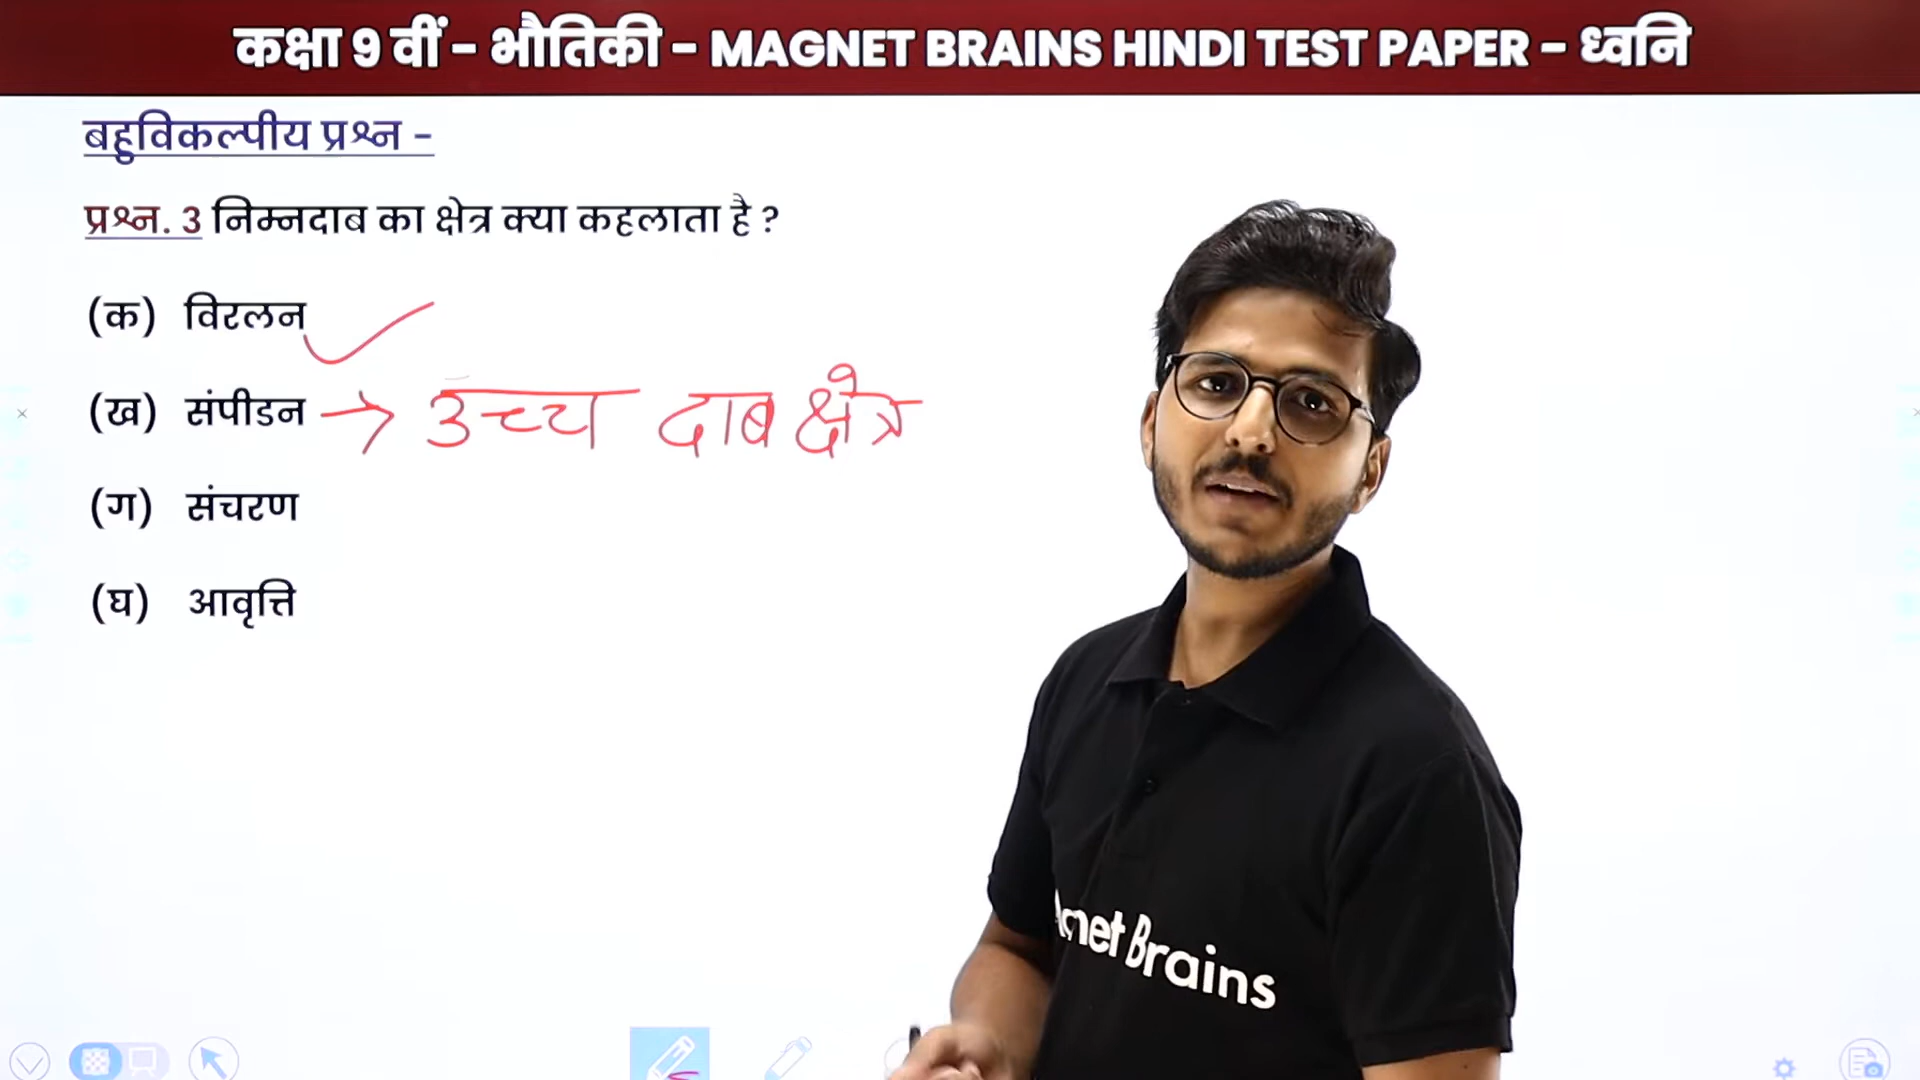 कक्षा 9 वीं - भौतिकी - MAGNET BRAINS HINDI TEST PAPER - ध्वनि
बहुविकल्पीय प्रश्न -
प्रश्न. 3 निम्नदाब का क्षेत्र क्या कहलाता है ?
(क) विरलन
(ख) संपीडन → उच्च दाब क्षेत्र
(ग) संचरण
(घ) आवृत्ति
gnet Brains